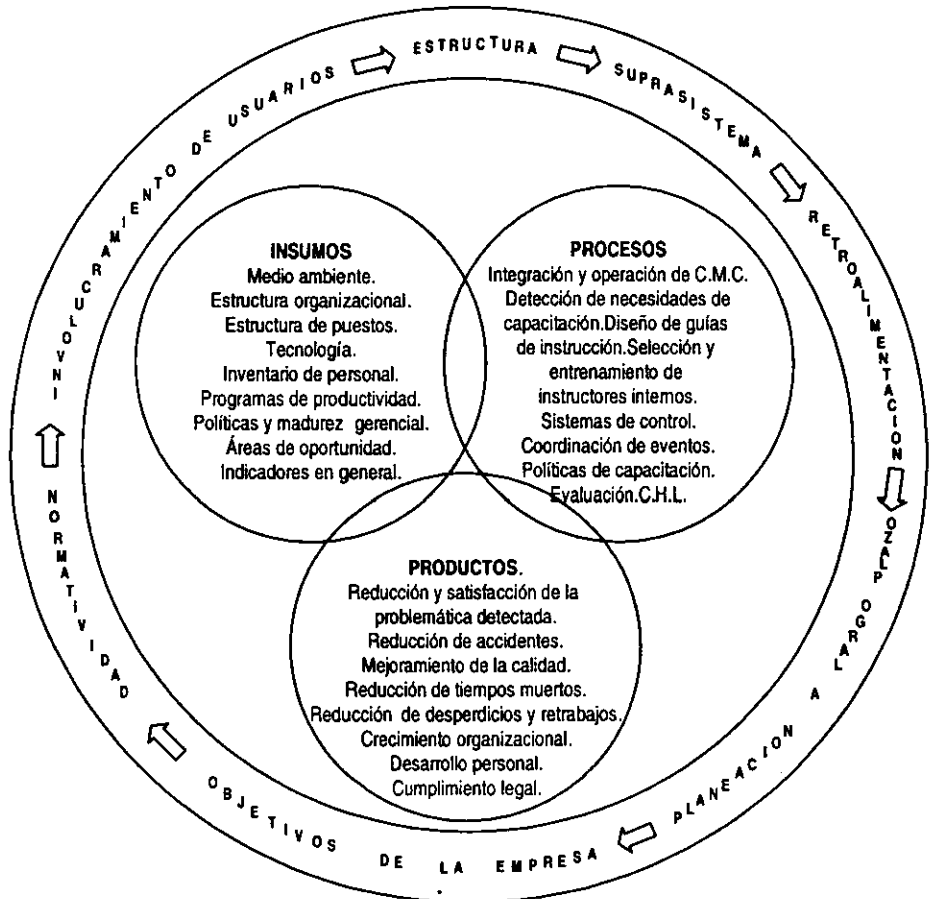 ESTRUCTURA
SUPRASISTEMA
RETROALIMENTACION
PLANEACION A LARGO PLAZO
OBJETIVOS DE LA EMPRESA
NORMATIVIDAD
INVOLUCRAMIENTO DE USUARIOS
INSUMOS
Medio ambiente.
Estructura organizacional.
Estructura de puestos.
Tecnología.
Inventario de personal.
Programas de productividad.
Políticas y madurez gerencial.
Áreas de oportunidad.
Indicadores en general.
PROCESOS
Integración y operación de C.M.C.
Detección de necesidades de
capacitación.Diseño de guías
de instrucción.Selección y
entrenamiento de
instructores internos.
Sistemas de control.
Coordinación de eventos.
Políticas de capacitación.
Evaluación.C.H.L.
PRODUCTOS.
Reducción y satisfacción de la
problemática detectada.
Reducción de accidentes.
Mejoramiento de la calidad.
Reducción de tiempos muertos.
Reducción de desperdicios y retrabajos.
Crecimiento organizacional.
Desarrollo personal.
Cumplimiento legal.